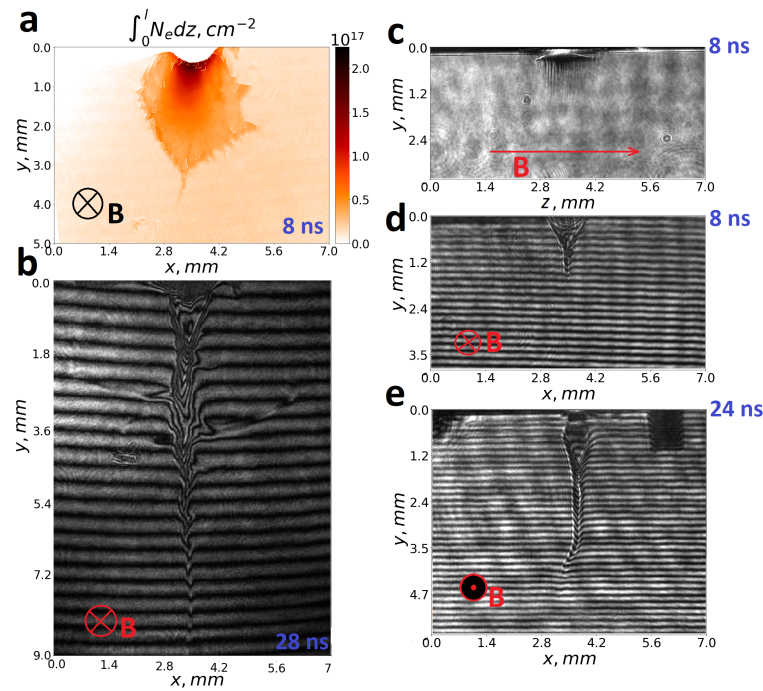 a
∫₀ˡ Nₑdz, cm⁻²
10¹⁷
0.0
1.0
2.0
3.0
4.0
5.0
y, mm
2.0
1.5
1.0
0.5
0.0
B
8 ns
0.0 1.4 2.8 4.2 5.6 7.0
x, mm
b
0.0
1.8
3.6
5.4
7.2
9.0
y, mm
B
28 ns
0.0 1.4 2.8 4.2 5.6 7.0
x, mm
c
8 ns
0.0
1.2
2.4
y, mm
B
0.0 1.4 2.8 4.2 5.6 7.0
z, mm
d
8 ns
0.0
1.2
2.4
3.5
y, mm
B
0.0 1.4 2.8 4.2 5.6 7.0
x, mm
e
24 ns
0.0
1.2
2.4
3.5
4.7
y, mm
B
0.0 1.4 2.8 4.2 5.6 7.0
x, mm